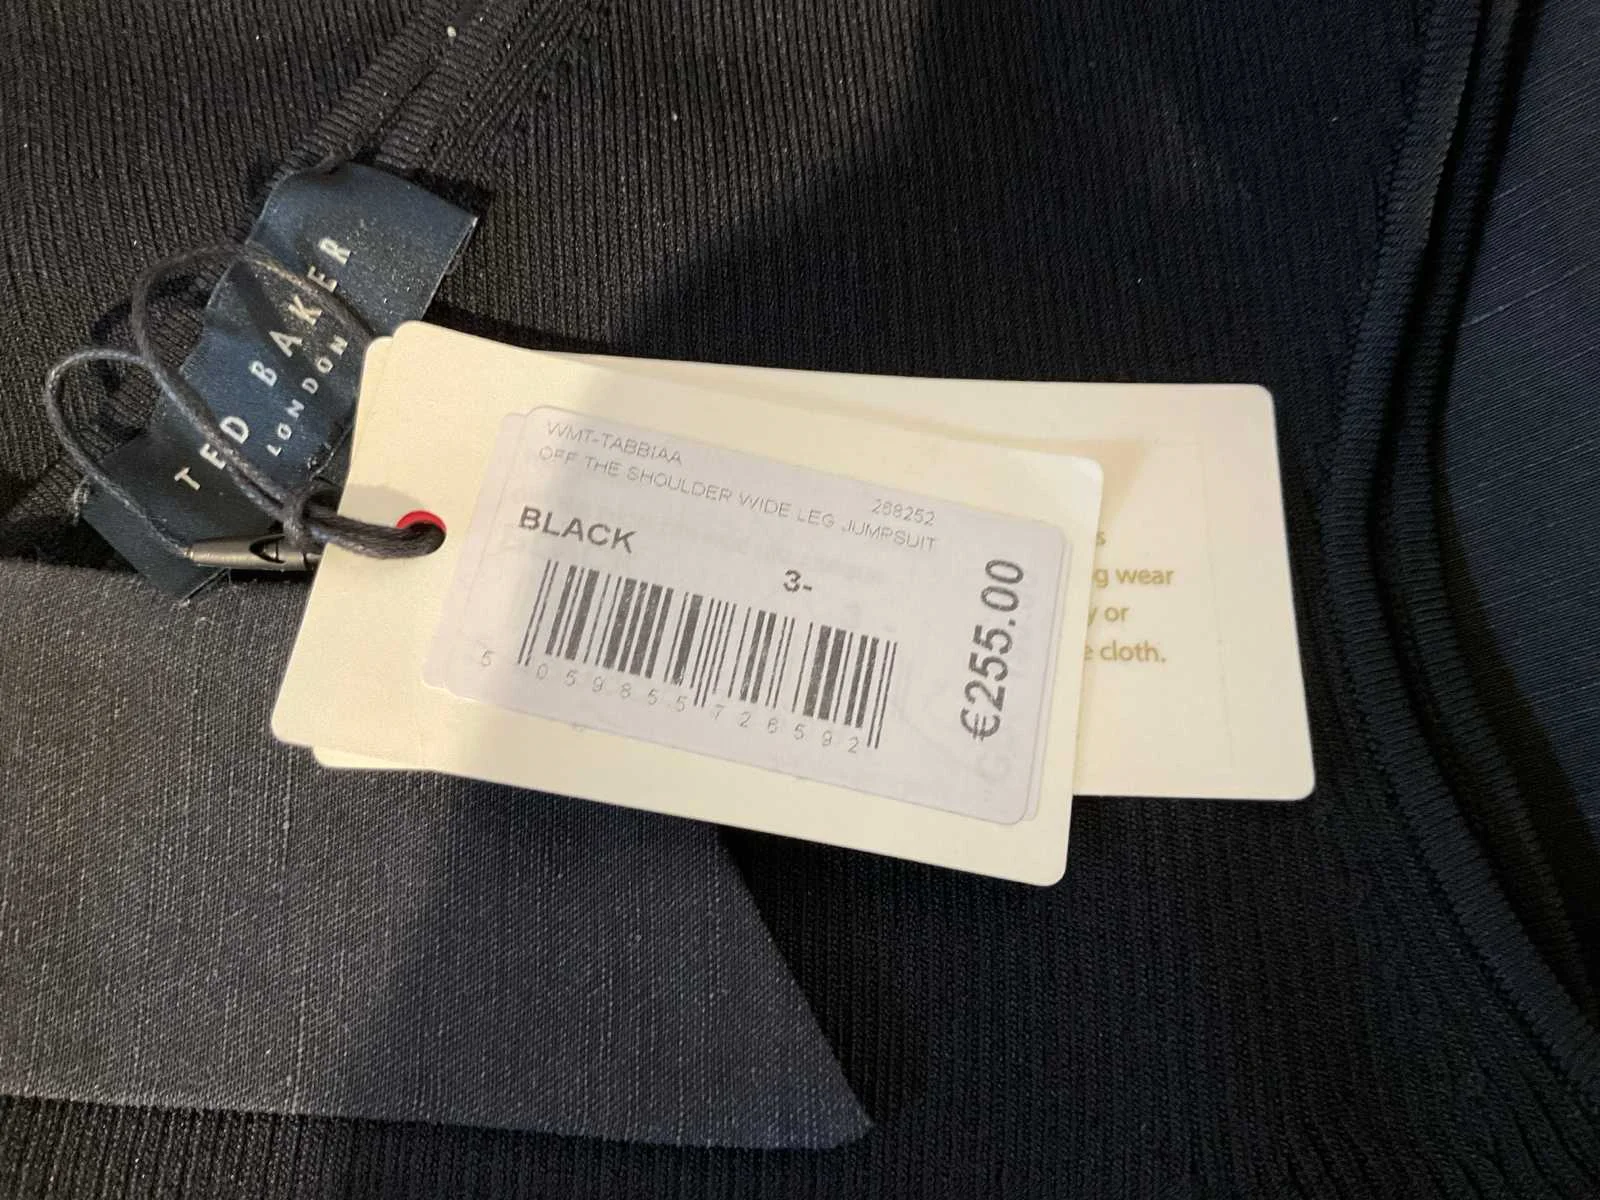 TED BAKER
LONDON
WMT-TABBIAA
268252
OFF THE SHOULDER WIDE LEG JUMPSUIT
BLACK
3-
€255.00
5 059855 726592
wear
or
cloth.